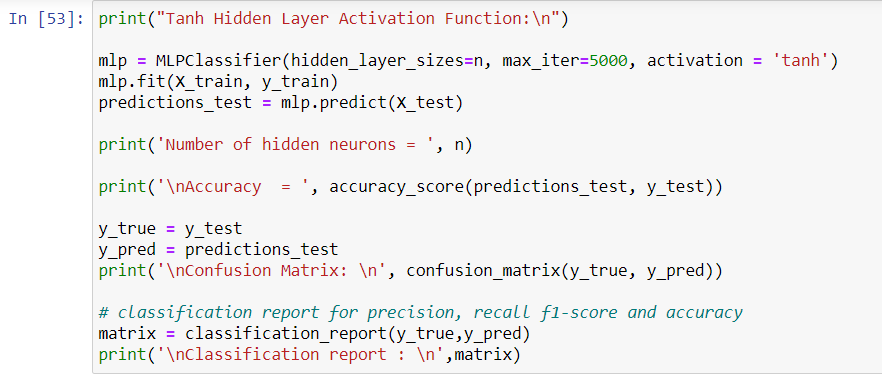 In [53]: print("Tanh Hidden Layer Activation Function:\n")
mlp = MLPClassifier(hidden_layer_sizes=n, max_iter=5000, activation = 'tanh')
mlp.fit(X_train, y_train)
predictions_test = mlp.predict(X_test)
print('Number of hidden neurons = ', n)
print('\nAccuracy  = ', accuracy_score(predictions_test, y_test))
y_true = y_test
y_pred = predictions_test
print('\nConfusion Matrix: \n', confusion_matrix(y_true, y_pred))
# classification report for precision, recall f1-score and accuracy
matrix = classification_report(y_true,y_pred)
print('\nClassification report : \n',matrix)